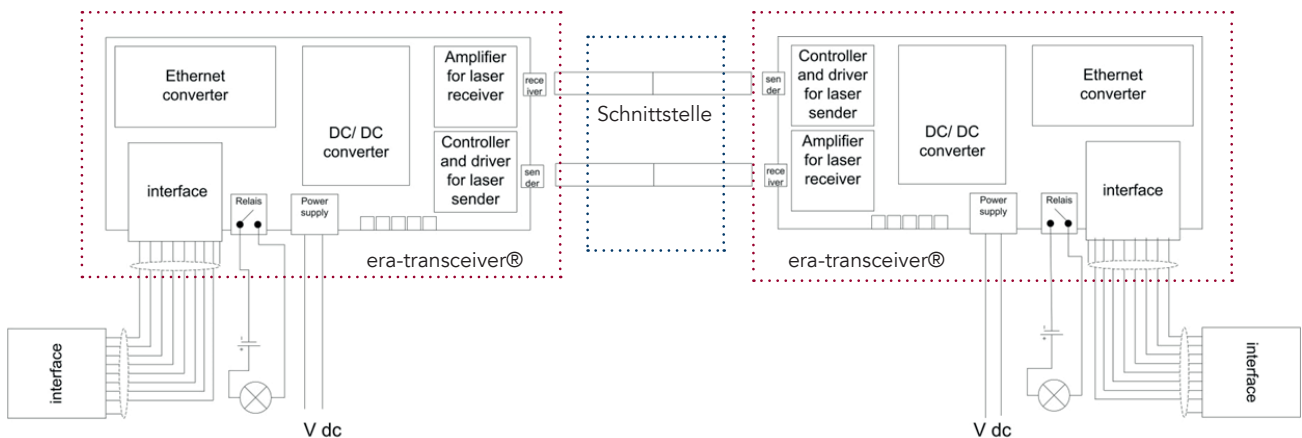 Ethernet
converter
DC/ DC
converter
Amplifier
for laser
receiver
rece
iver
Controller
and driver
for laser
sender
sen
der
interface
Relais
Power
supply
era-transceiver®
interface
V dc
Schnittstelle
sen
der
Controller
and driver
for laser
sender
rece
iver
Amplifier
for laser
receiver
DC/ DC
converter
Ethernet
converter
interface
Power
supply
Relais
era-transceiver®
interface
V dc